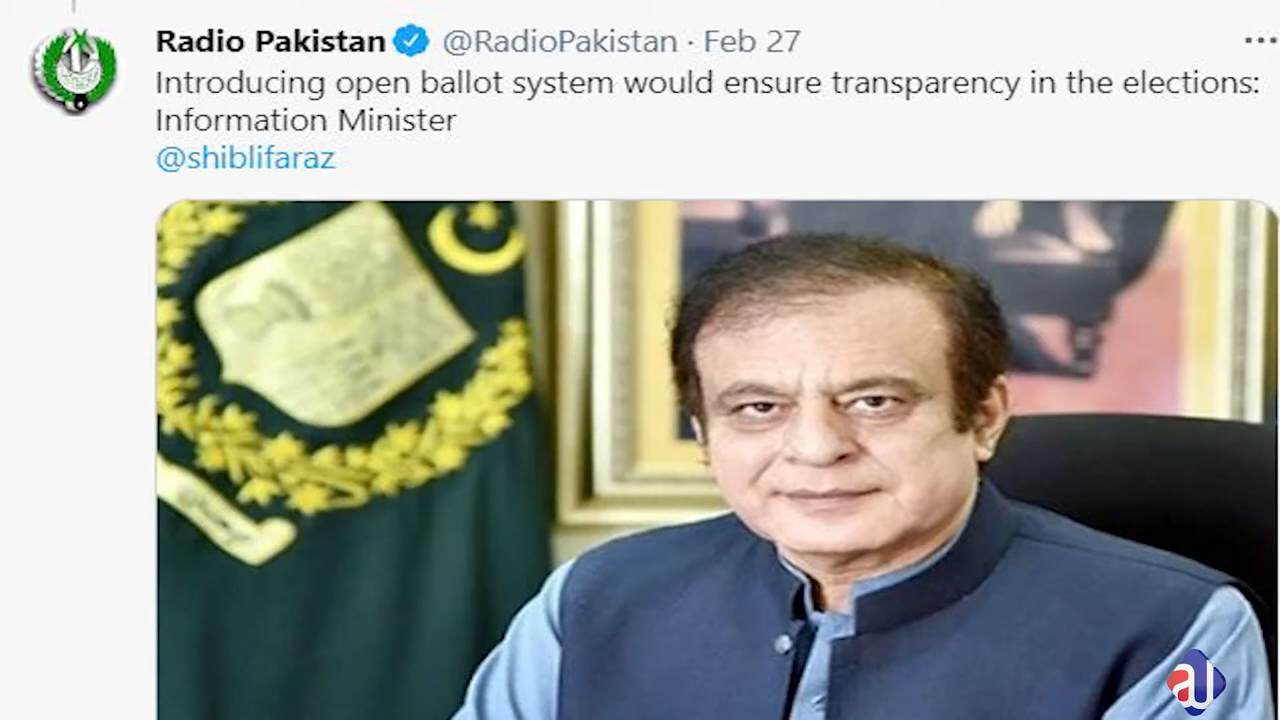 Radio Pakistan @RadioPakistan · Feb 27
Introducing open ballot system would ensure transparency in the elections:
Information Minister
@shiblifaraz